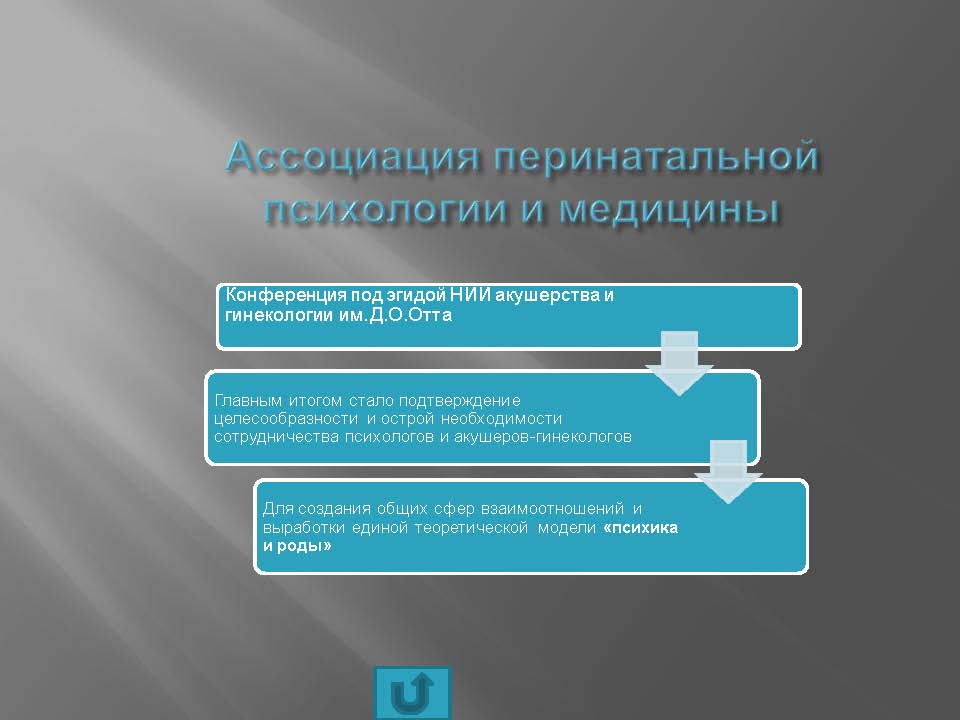 Ассоциация перинатальной
психологии и медицины
Конференция под эгидой НИИ акушерства и
гинекологии им.Д.О.Отта
Главным итогом стало подтверждение
целесообразности и острой необходимости
сотрудничества психологов и акушеров-гинекологов
Для создания общих сфер взаимоотношений и
выработки единой теоретической модели «психика
и роды»